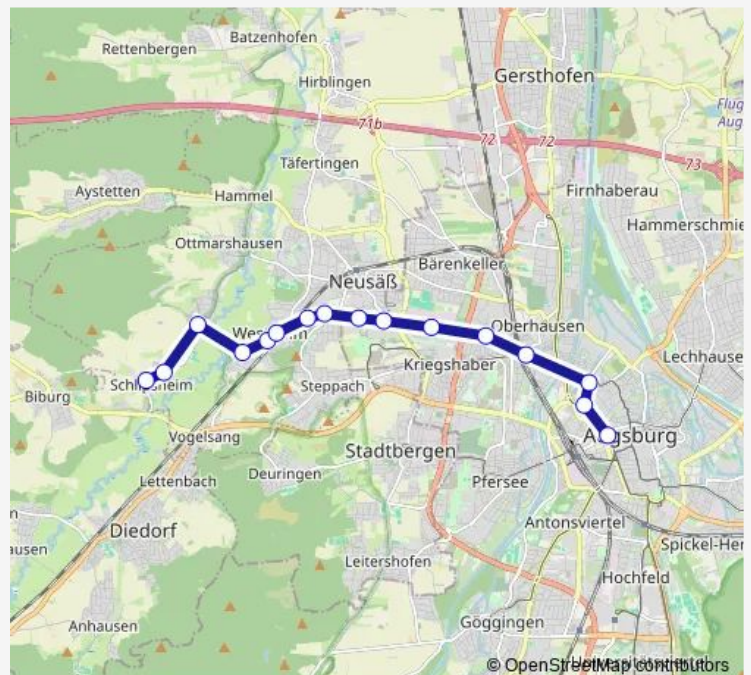 Batzenhofen
Rettenbergen
Gersthofen
Hirblingen
Flug
Aug
71b
72
72
73
Täfertingen
Aystetten
Hammel
Firnhaberau
Hammerschmie
Ottmarshausen
Bärenkeller
Neusäß
Oberhausen
Lechhause
Kriegshaber
Steppach
Biburg
Vogelsang
Augsburg
Stadtbergen
Deuringen
Lettenbach
Pfersee
Diedorf
Antonsviertel
ausen
Spickel-Her
Leitershofen
Hochfeld
Anhausen
Göggingen
© OpenStreetMap contributors